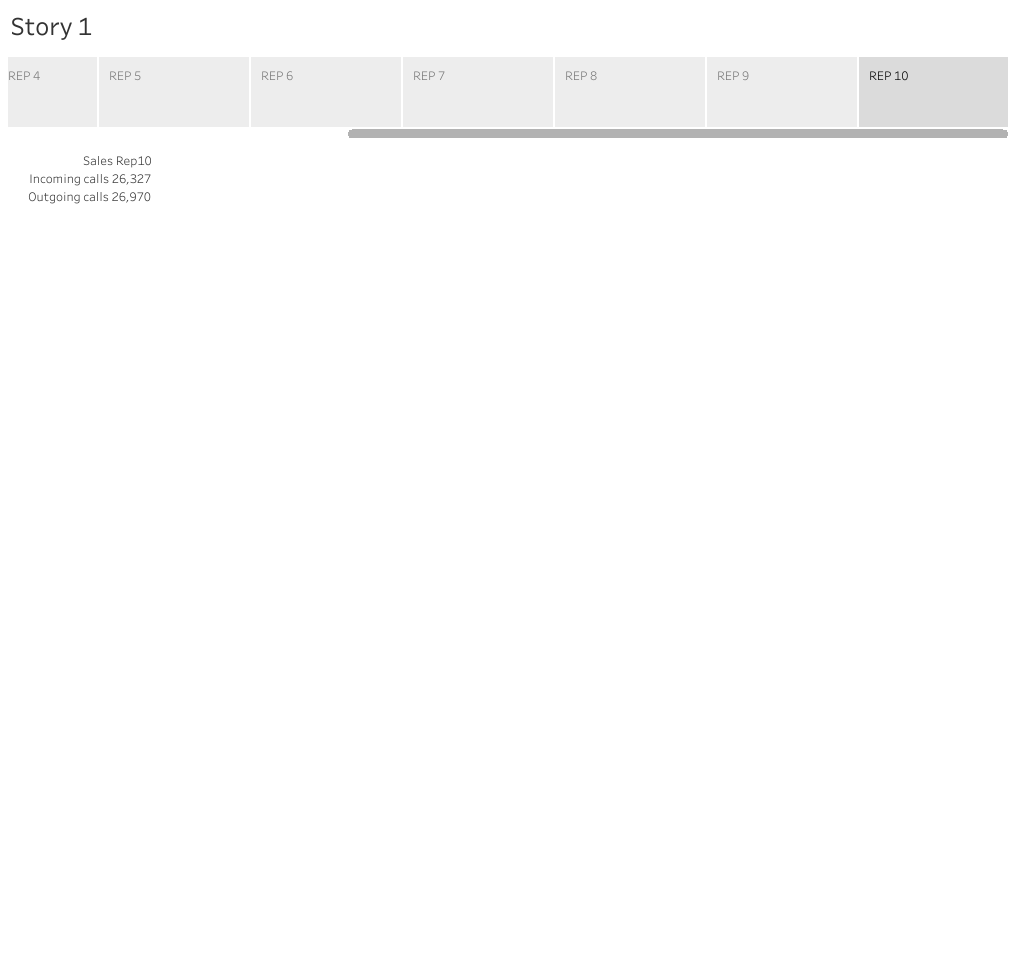 Story 1
REP 4 REP 5 REP 6 REP 7 REP 8 REP 9 REP 10
Sales Rep10
Incoming calls 26,327
Outgoing calls 26,970